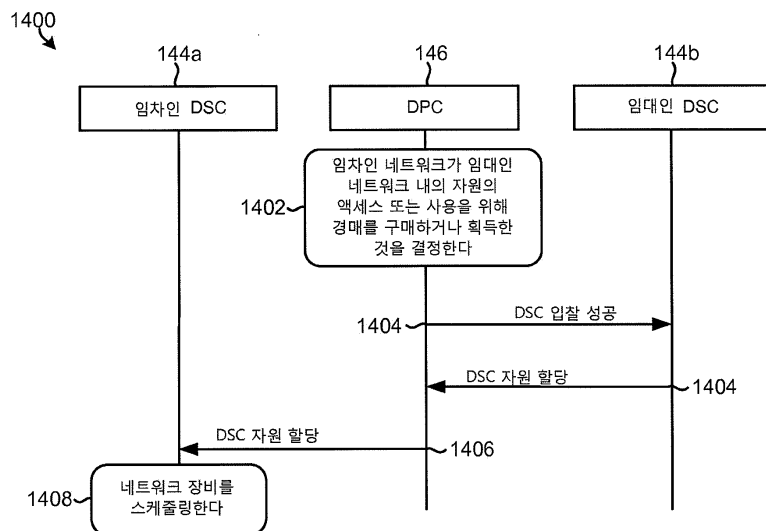 1400
144a
146
144b
임차인 DSC
DPC
임대인 DSC
임차인 네트워크가 임대인
네트워크 내의 자원의
액세스 또는 사용을 위해
경매를 구매하거나 획득한
것을 결정한다
1402
DSC 입찰 성공
1404
DSC 자원 할당
1404
DSC 자원 할당
1406
1408
네트워크 장비를
스케줄링한다